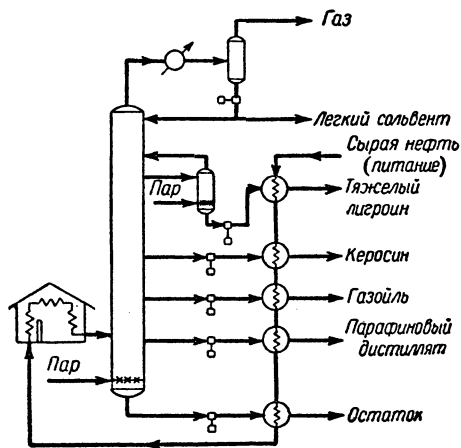 Газ
Легкий сольвент
Сырая нефть
(питание)
Пар
Тяжелый
лигроин
Керосин
Газойль
Парафиновый
дистиллят
Пар
Остаток